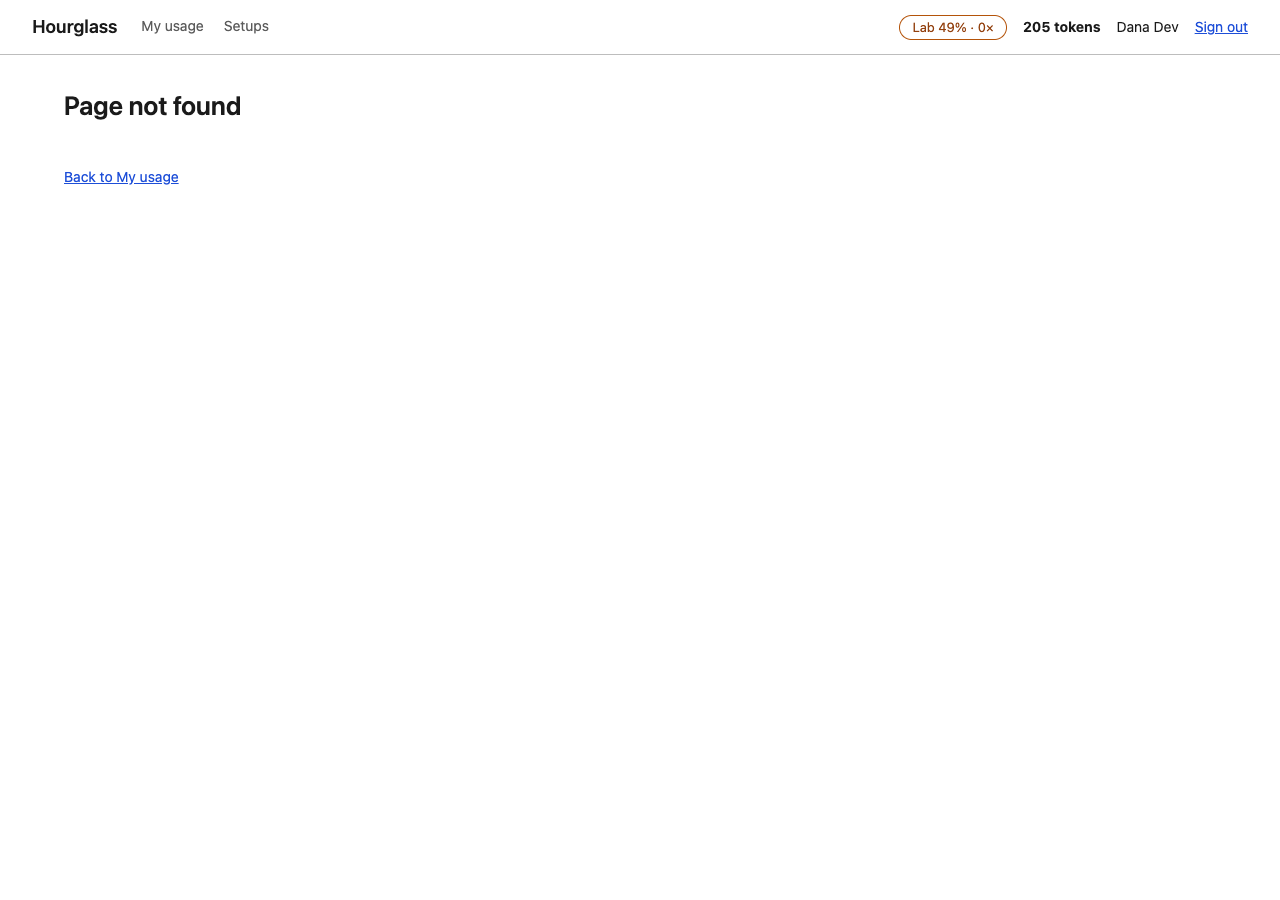 Hourglass My usage Setups Lab 49% · 0× 205 tokens Dana Dev Sign out
Page not found
Back to My usage